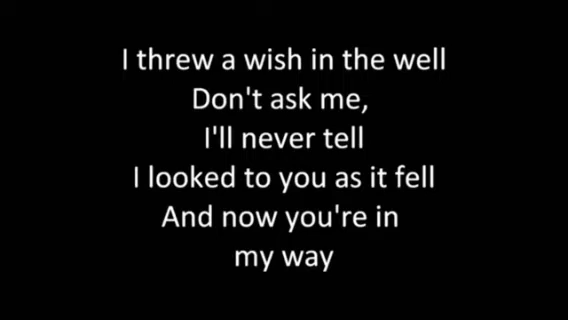 I threw a wish in the well
Don't ask me,
I'll never tell
I looked to you as it fell
And now you're in
my way